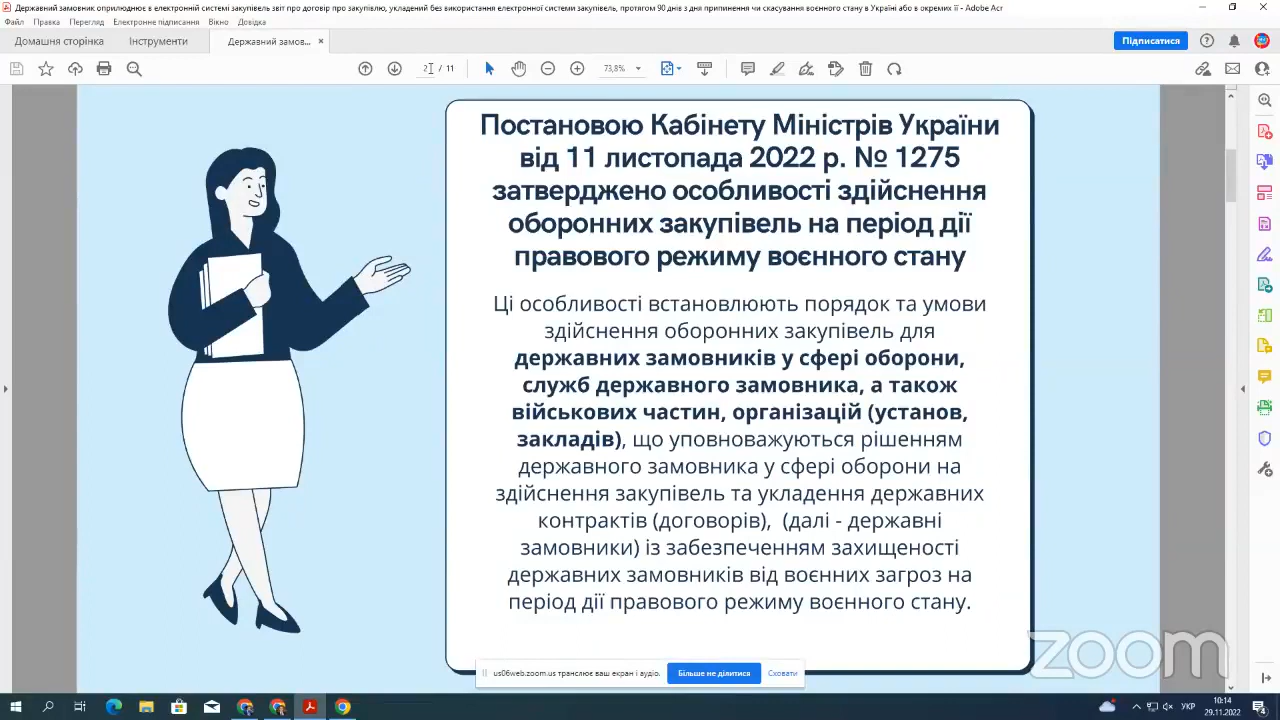 Державний замовник оприлюднює в електронній системі закупівель звіт про договір про закупівлю, укладений без використання електронної системи закупівель, протягом 90 днів з дня припинення чи скасування воєнного стану в Україні або в окремих її - Adobe Acr
Файл Правка Перегляд Електронне підписання Вікно Довідка
Домашня сторінка Інструменти Державний замов... × Підписатися
/ 11 73,8%
Постановою Кабінету Міністрів України
від 11 листопада 2022 р. № 1275
затверджено особливості здійснення
оборонних закупівель на період дії
правового режиму воєнного стану
Ці особливості встановлюють порядок та умови
здійснення оборонних закупівель для
державних замовників у сфері оборони,
служб державного замовника, а також
військових частин, організацій (установ,
закладів), що уповноважуються рішенням
державного замовника у сфері оборони на
здійснення закупівель та укладення державних
контрактів (договорів), (далі - державні
замовники) із забезпеченням захищеності
державних замовників від воєнних загроз на
період дії правового режиму воєнного стану.
zoom
us06web.zoom.us транслює ваш екран і аудіо. Більше не ділитися Сховати
УКР 10:14
29.11.2022
4